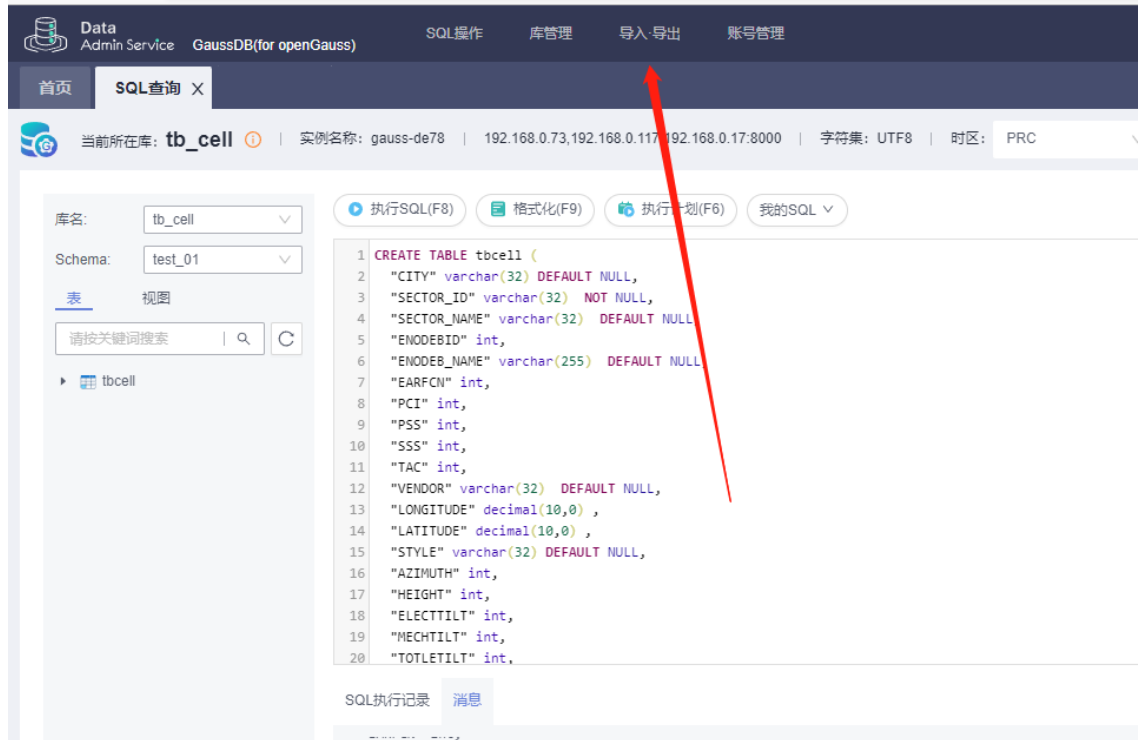 Data
Admin Service GaussDB(for openGauss) SQL操作 库管理 导入·导出 账号管理
首页 SQL查询 X
当前所在库: tb_cell 实例名称: gauss-de78 | 192.168.0.73,192.168.0.117,192.168.0.17:8000 | 字符集: UTF8 | 时区: PRC
执行SQL(F8) 格式化(F9) 执行计划(F6) 我的SQL
库名: tb_cell
Schema: test_01
表 视图
请按关键词搜索
tbcell
1 CREATE TABLE tbcell (
2 "CITY" varchar(32) DEFAULT NULL,
3 "SECTOR_ID" varchar(32) NOT NULL,
4 "SECTOR_NAME" varchar(32) DEFAULT NULL,
5 "ENODEBID" int,
6 "ENODEB_NAME" varchar(255) DEFAULT NULL,
7 "EARFCN" int,
8 "PCI" int,
9 "PSS" int,
10 "SSS" int,
11 "TAC" int,
12 "VENDOR" varchar(32) DEFAULT NULL,
13 "LONGITUDE" decimal(10,0) ,
14 "LATITUDE" decimal(10,0) ,
15 "STYLE" varchar(32) DEFAULT NULL,
16 "AZIMUTH" int,
17 "HEIGHT" int,
18 "ELECTTILT" int,
19 "MECHTILT" int,
20 "TOTLETILT" int,
SQL执行记录 消息